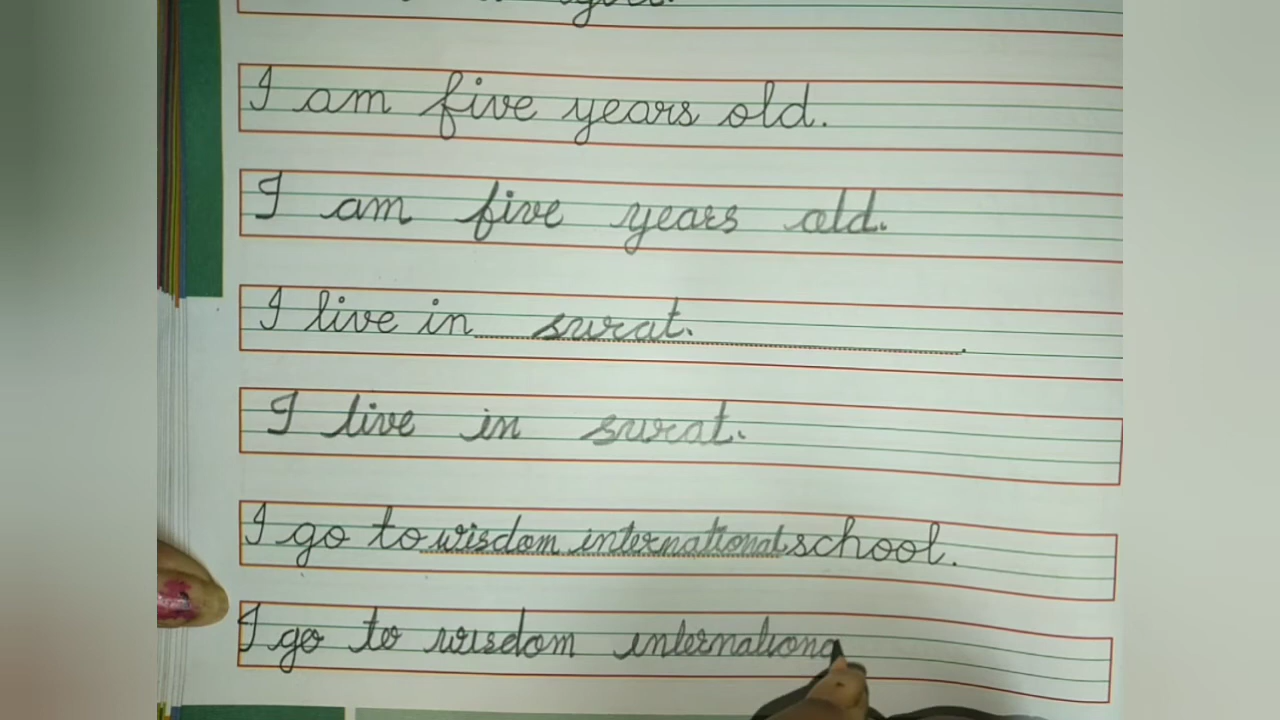 I am five years old.
I am five years old.
I live in surat.
I live in surat.
I go to wisdom international school.
I go to wisdom internationa